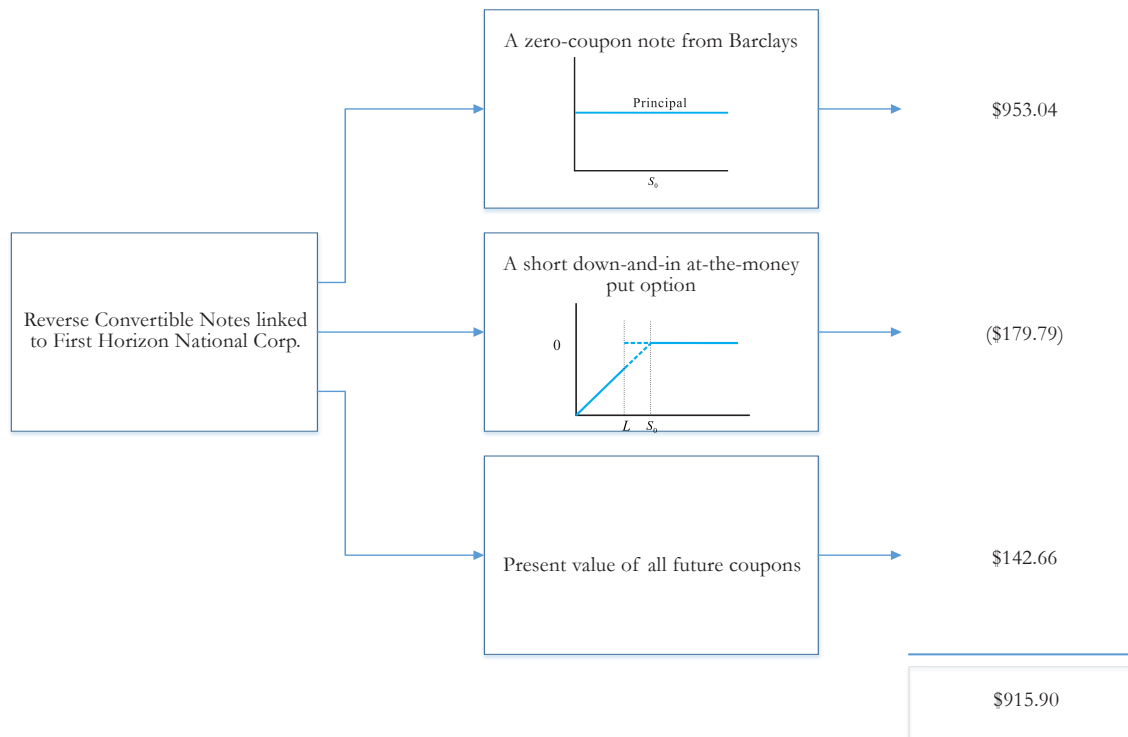 A zero-coupon note from Barclays
Principal
S₀
$953.04
Reverse Convertible Notes linked
to First Horizon National Corp.
A short down-and-in at-the-money
put option
0
L S₀
($179.79)
Present value of all future coupons
$142.66
$915.90